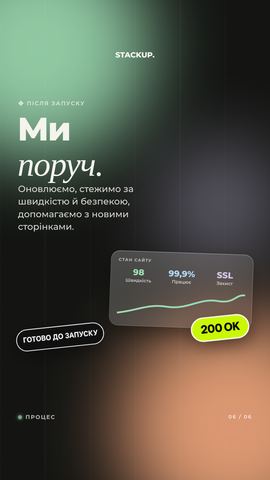 STACKUP.
ПІСЛЯ ЗАПУСКУ
Ми
поруч.
Оновлюємо, стежимо за
швидкістю й безпекою,
допомагаємо з новими
сторінками.
СТАН САЙТУ
98 99,9% SSL
Швидкість Працює Захист
200 OK
ГОТОВО ДО ЗАПУСКУ
ПРОЦЕС 06 / 06